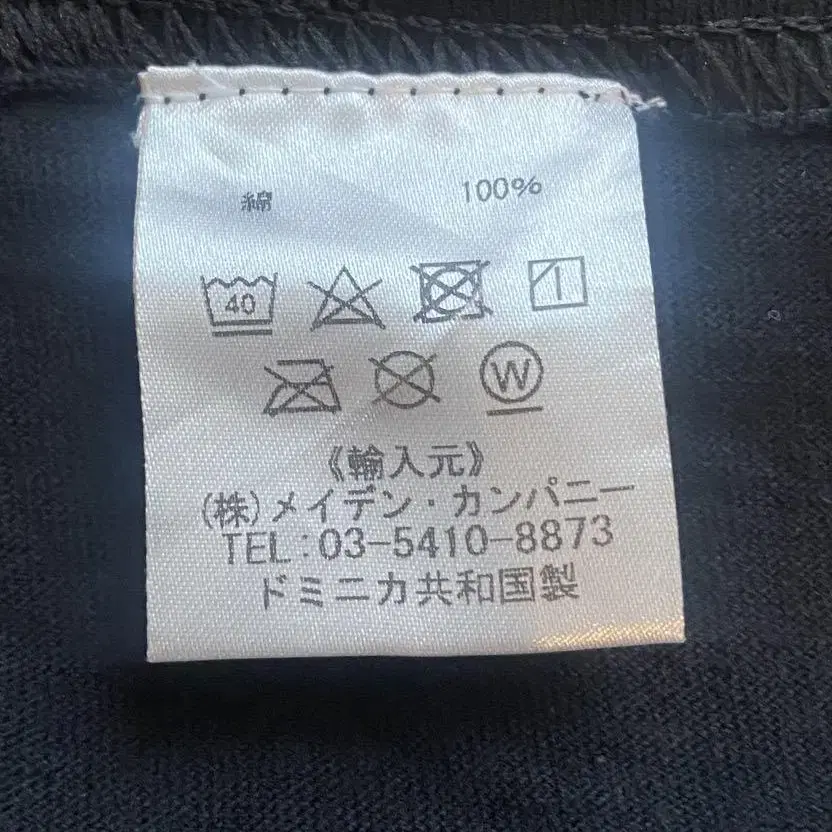 綿 100%
40
W
《輸入元》
(株)メイデン・カンパニー
TEL:03-5410-8873
ドミニカ共和国製